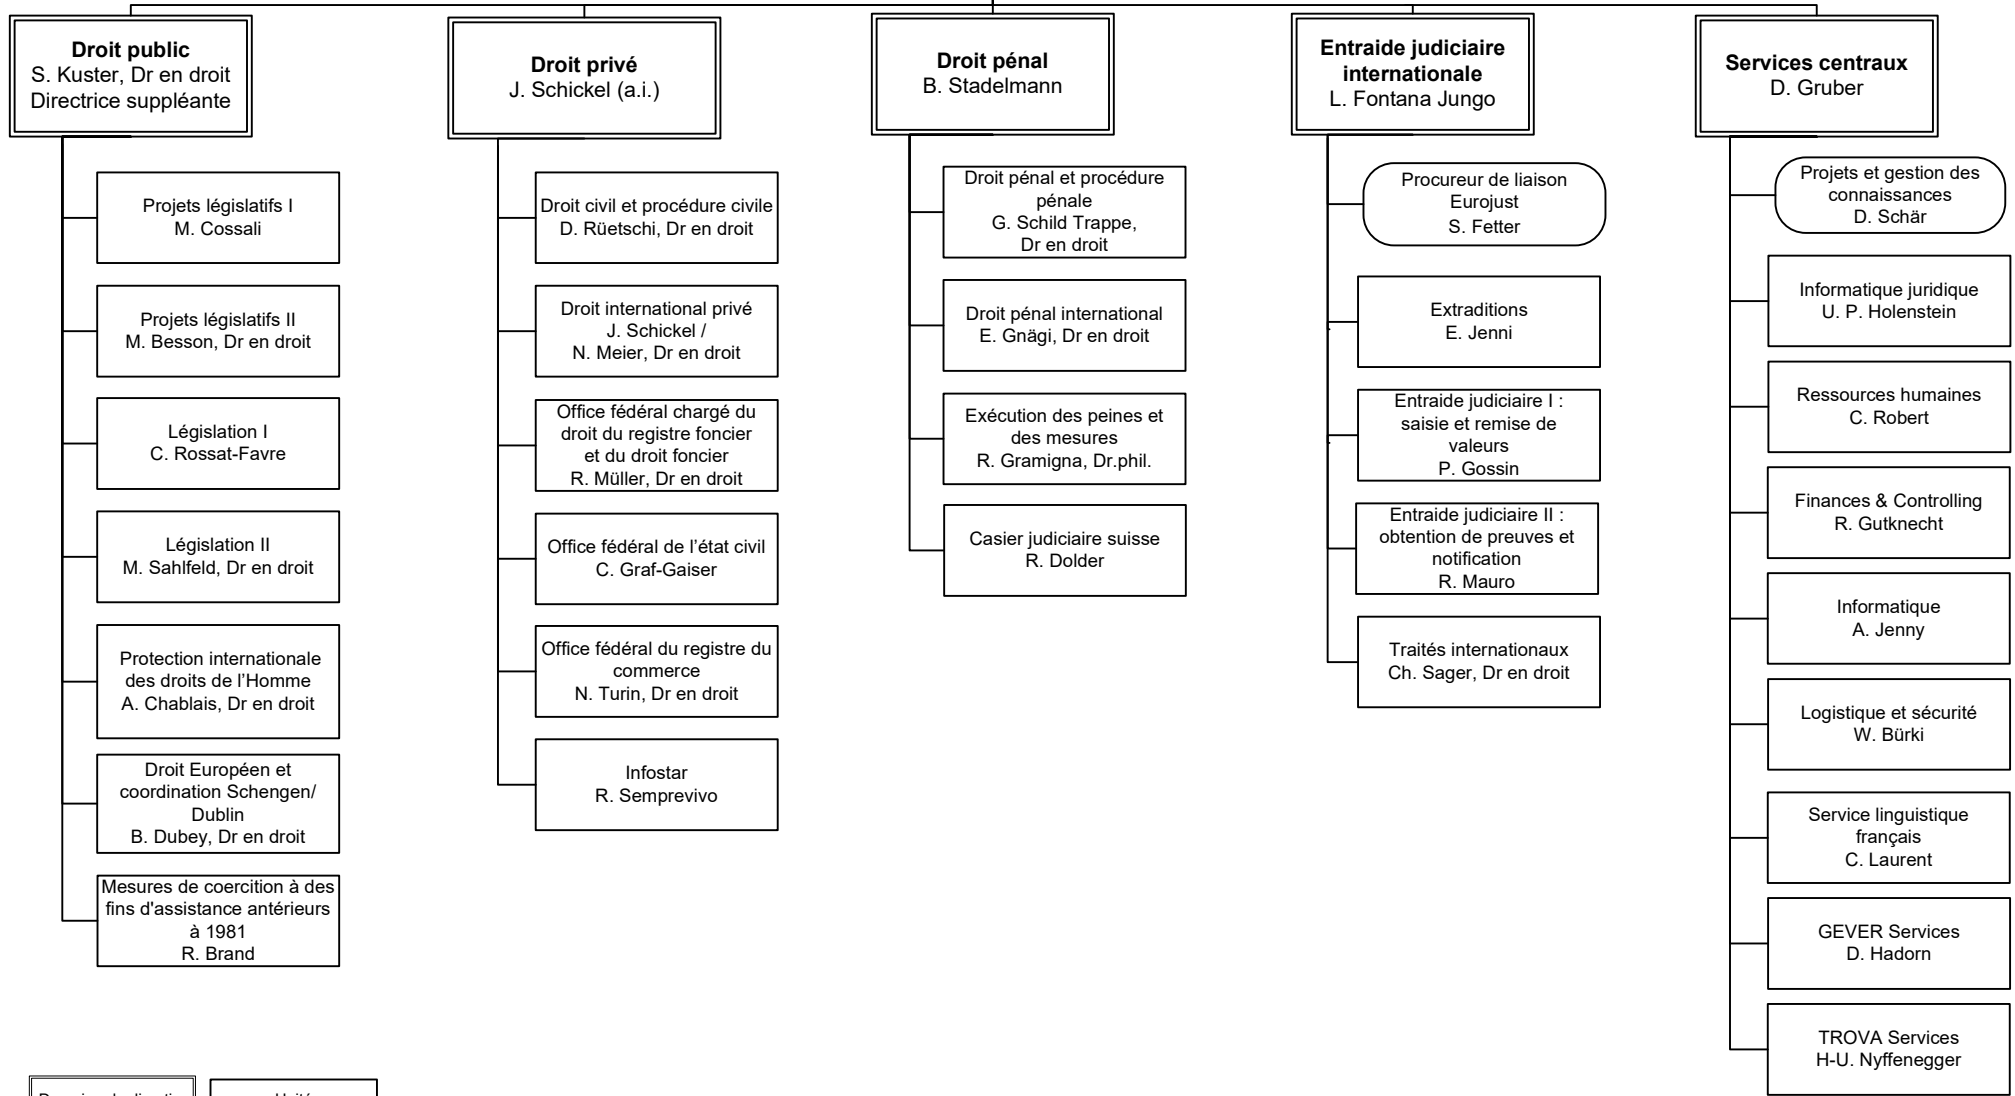 Droit public
S. Kuster, Dr en droit
Directrice suppléante
Projets législatifs I
M. Cossali
Projets législatifs II
M. Besson, Dr en droit
Législation I
C. Rossat-Favre
Législation II
M. Sahlfeld, Dr en droit
Protection internationale
des droits de l’Homme
A. Chablais, Dr en droit
Droit Européen et
coordination Schengen/
Dublin
B. Dubey, Dr en droit
Mesures de coercition à des
fins d'assistance antérieurs
à 1981
R. Brand
Droit privé
J. Schickel (a.i.)
Droit civil et procédure civile
D. Rüetschi, Dr en droit
Droit international privé
J. Schickel /
N. Meier, Dr en droit
Office fédéral chargé du
droit du registre foncier
et du droit foncier
R. Müller, Dr en droit
Office fédéral de l’état civil
C. Graf-Gaiser
Office fédéral du registre du
commerce
N. Turin, Dr en droit
Infostar
R. Semprevivo
Droit pénal
B. Stadelmann
Droit pénal et procédure
pénale
G. Schild Trappe,
Dr en droit
Droit pénal international
E. Gnägi, Dr en droit
Exécution des peines et
des mesures
R. Gramigna, Dr.phil.
Casier judiciaire suisse
R. Dolder
Entraide judiciaire
internationale
L. Fontana Jungo
Procureur de liaison
Eurojust
S. Fetter
Extraditions
E. Jenni
Entraide judiciaire I :
saisie et remise de
valeurs
P. Gossin
Entraide judiciaire II :
obtention de preuves et
notification
R. Mauro
Traités internationaux
Ch. Sager, Dr en droit
Services centraux
D. Gruber
Projets et gestion des
connaissances
D. Schär
Informatique juridique
U. P. Holenstein
Ressources humaines
C. Robert
Finances & Controlling
R. Gutknecht
Informatique
A. Jenny
Logistique et sécurité
W. Bürki
Service linguistique
français
C. Laurent
GEVER Services
D. Hadorn
TROVA Services
H-U. Nyffenegger